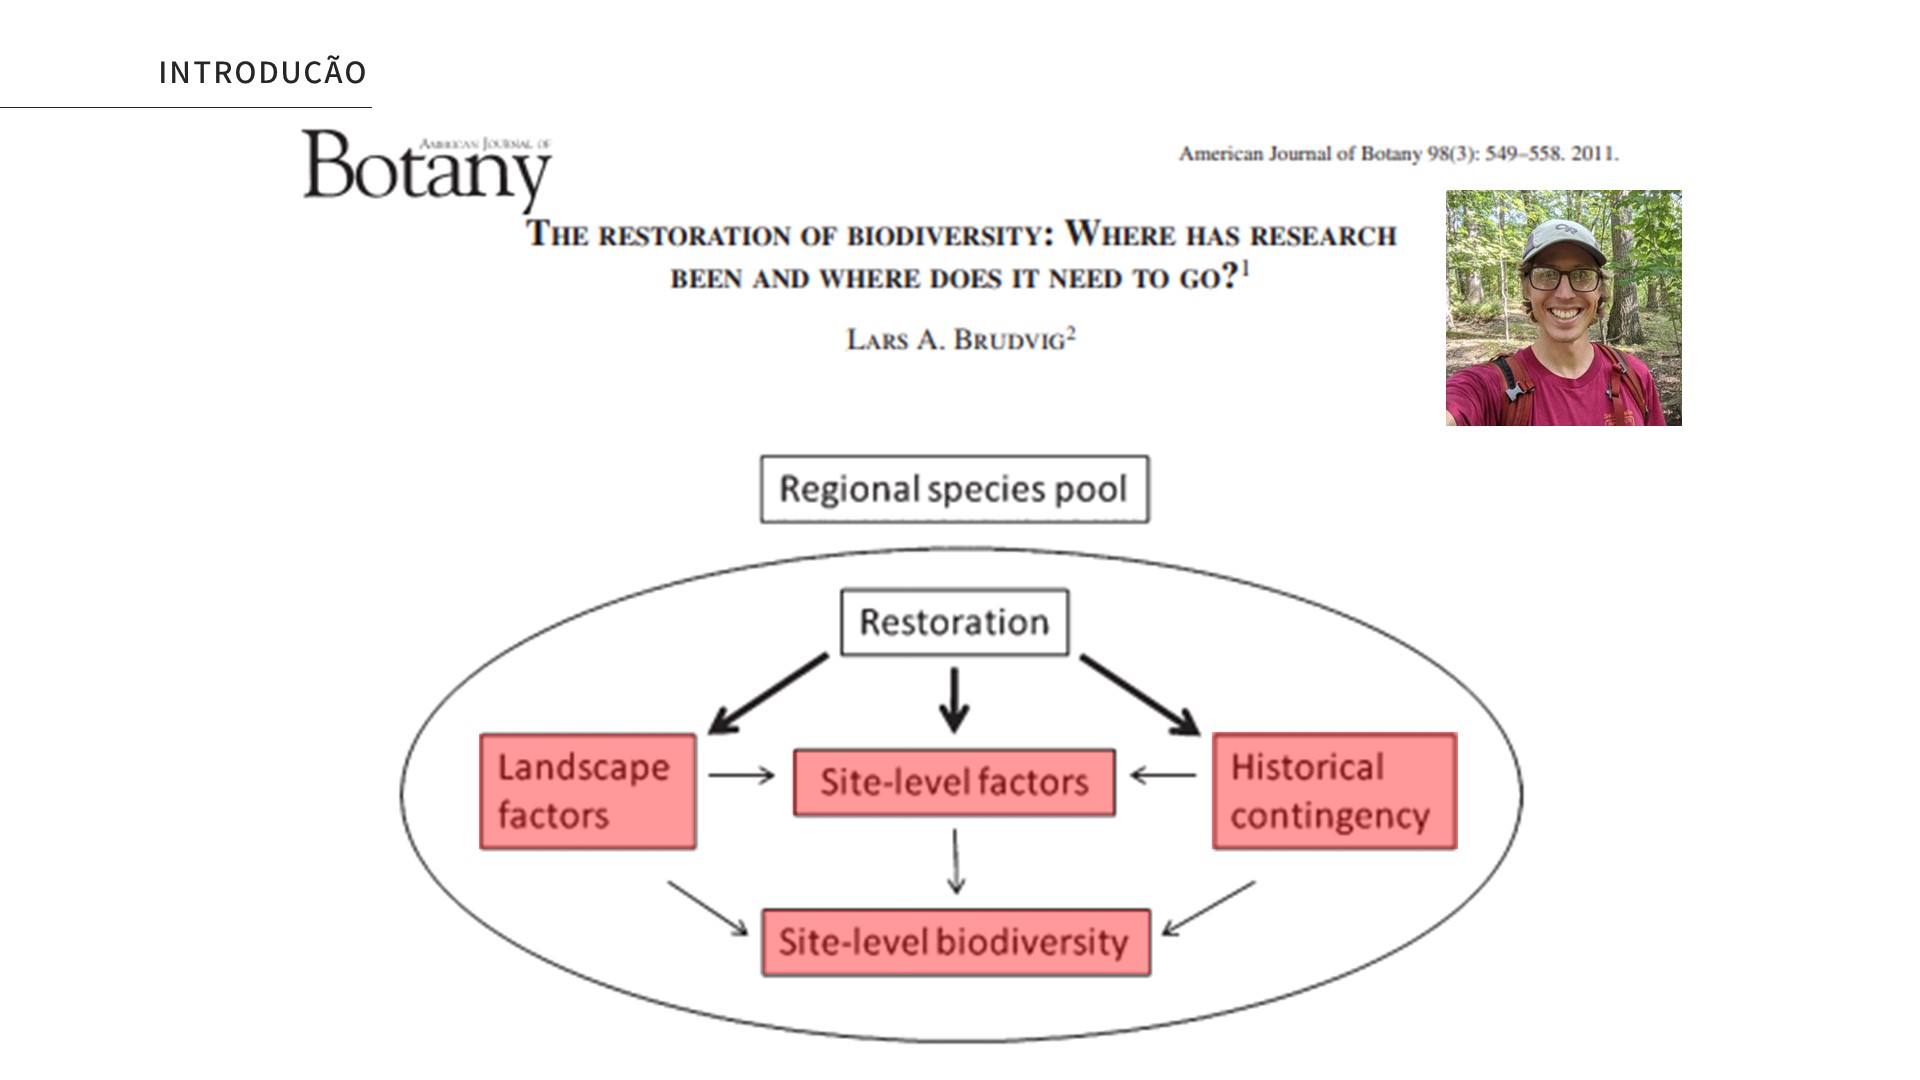 INTRODUCÃO
AMERICAN JOURNAL OF
Botany
American Journal of Botany 98(3): 549–558. 2011.
THE RESTORATION OF BIODIVERSITY: WHERE HAS RESEARCH
BEEN AND WHERE DOES IT NEED TO GO?¹
LARS A. BRUDVIG²
OR
Regional species pool
Restoration
Landscape
factors
Site-level factors
Historical
contingency
Site-level biodiversity